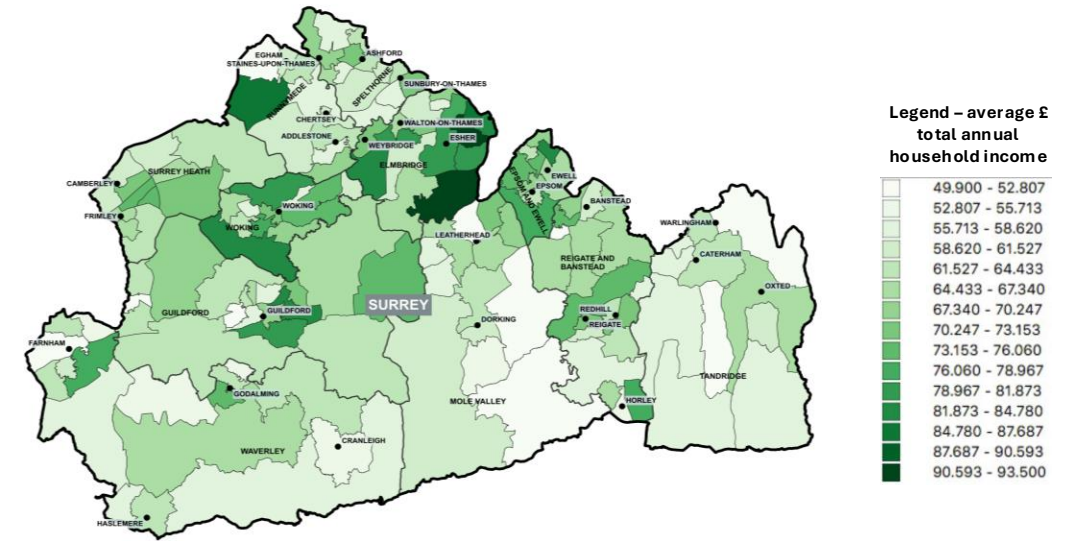 EGHAM
STAINES-UPON-THAMES
ASHFORD
SUNBURY-ON-THAMES
SPELTHORNE
RUNNYMEDE
CHERTSEY
WALTON-ON-THAMES
ADDLESTONE
WEYBRIDGE
ESHER
ELMBRIDGE
SURREY HEATH
CAMBERLEY
FRIMLEY
WOKING
WOKING
EWELL
EPSOM
EPSOM AND EWELL
BANSTEAD
LEATHERHEAD
WARLINGHAM
CATERHAM
REIGATE AND
BANSTEAD
OXTED
SURREY
GUILDFORD
GUILDFORD
REDHILL
REIGATE
DORKING
FARNHAM
TANDRIDGE
GODALMING
MOLE VALLEY
HORLEY
CRANLEIGH
WAVERLEY
HASLEMERE
Legend – average £
total annual
household income
49.900 - 52.807
52.807 - 55.713
55.713 - 58.620
58.620 - 61.527
61.527 - 64.433
64.433 - 67.340
67.340 - 70.247
70.247 - 73.153
73.153 - 76.060
76.060 - 78.967
78.967 - 81.873
81.873 - 84.780
84.780 - 87.687
87.687 - 90.593
90.593 - 93.500